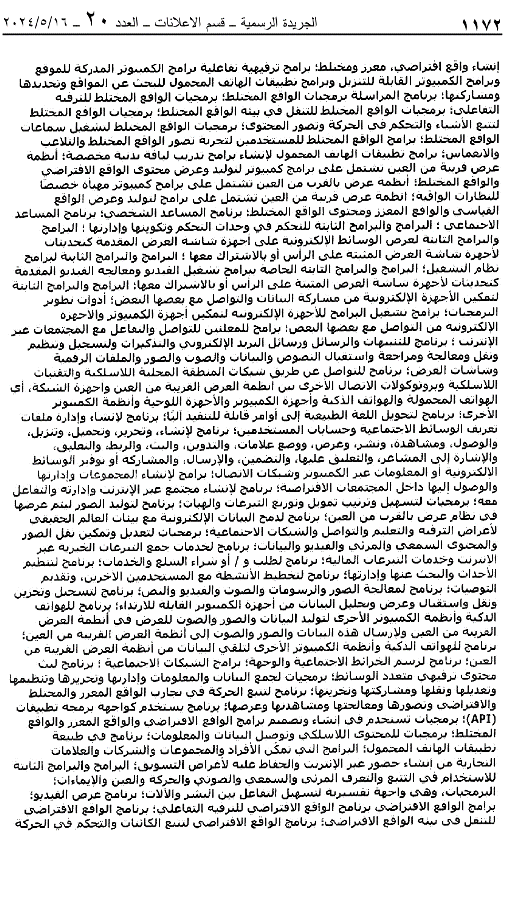 ١١٧٢ الجريدة الرسمية – قسم الاعلانات – العدد ٢٠ – ٢٠٢٤/٥/١٦
إنشاء واقع افتراضي، معزز ومختلط؛ برامج ترفيهية تفاعلية برامج الكمبيوتر المدركة للموقع
وبرامج الكمبيوتر القابلة للتنزيل وبرامج تطبيقات الهاتف المحمول للبحث عن المواقع وتحديدها
ومشاركتها؛ برنامج المراسلة برمجيات الواقع المختلط؛ برمجيات الواقع المختلط للترفيه
التفاعلي؛ برمجيات الواقع المختلط للتنقل في بيئة الواقع المختلط؛ برمجيات الواقع المختلط
لتتبع الأشياء والتحكم في الحركة وتصور المحتوى؛ برمجيات الواقع المختلط لتشغيل سماعات
الواقع المختلط؛ برامج الواقع المختلط للمستخدمين لتجربة تصور الواقع المختلط والتلاعب
والانغماس؛ برامج تطبيقات الهاتف المحمول لإنشاء برامج تدريب لياقة بدنية مخصصة؛ أنظمة
عرض قريبة من العين تشتمل على برامج كمبيوتر لتوليد وعرض محتوى الواقع الافتراضي
والواقع المختلط؛ أنظمة عرض بالقرب من العين تشتمل على برامج كمبيوتر مهيأة خصيصًا
للنظارات الواقية؛ أنظمة عرض قريبة من العين تشتمل على برامج لتوليد وعرض الواقع
القياسي والواقع المعزز ومحتوى الواقع المختلط؛ برنامج المساعد الشخصي؛ برنامج المساعد
الاجتماعي ؛ البرامج والبرامج الثابتة للتحكم في وحدات التحكم وتكوينها وإدارتها ؛ البرامج
والبرامج الثابتة لعرض الوسائط الإلكترونية على أجهزة شاشة العرض المقدمة كتحديثات
لأجهزة شاشة العرض المثبتة على الرأس أو بالاشتراك معها ؛ البرامج والبرامج الثابتة لبرامج
نظام التشغيل؛ البرامج والبرامج الثابتة الخاصة ببرامج تشغيل الفيديو ومعالجة الفيديو المقدمة
كتحديثات لأجهزة شاشة العرض المثبتة على الرأس أو بالاشتراك معها؛ البرامج والبرامج الثابتة
لتمكين الأجهزة الإلكترونية من مشاركة البيانات والتواصل مع بعضها البعض؛ أدوات تطوير
البرمجيات؛ برامج تشغيل البرامج للأجهزة الإلكترونية لتمكين أجهزة الكمبيوتر والأجهزة
الإلكترونية من التواصل مع بعضها البعض؛ برامج للمعلنين للتواصل والتفاعل مع المجتمعات عبر
الإنترنت ؛ برنامج للتنبيهات والرسائل ورسائل البريد الإلكتروني والتذكيرات ولتسجيل وتنظيم
ونقل ومعالجة ومراجعة واستقبال النصوص والبيانات والصوت والصور والملفات الرقمية
وشاشات العرض؛ برنامج للتواصل عن طريق شبكات المنطقة المحلية اللاسلكية والتقنيات
اللاسلكية وبروتوكولات الاتصال الأخرى بين أنظمة العرض القريبة من العين وأجهزة الشبكة، أي
الهواتف المحمولة والهواتف الذكية وأجهزة الكمبيوتر والأجهزة اللوحية وأنظمة الكمبيوتر
الأخرى؛ برنامج لتحويل اللغة الطبيعية إلى أوامر قابلة للتنفيذ آليًا؛ برنامج لإنشاء وإدارة ملفات
تعريف الوسائط الاجتماعية وحسابات المستخدمين؛ برنامج لإنشاء، وتحرير، وتحميل، وتنزيل،
والوصول، ومشاهدة، ونشر، وعرض، ووضع علامات، والتدوين، والبث، والربط، والتعليق،
والإشارة إلى المشاعر، والتعليق عليها، والتضمين، والإرسال، والمشاركة أو توفير الوسائط
الإلكترونية أو المعلومات عبر الكمبيوتر وشبكات الاتصال؛ برامج لإنشاء المجموعات وإدارتها
والوصول إليها داخل المجتمعات الافتراضية؛ برنامج لإنشاء مجتمع عبر الإنترنت وإدارته والتفاعل
معه؛ برمجيات لتسهيل وترتيب تمويل وتوزيع التبرعات والهبات؛ برنامج لتوليد الصور ليتم عرضها
في نظام عرض بالقرب من العين؛ برنامج لدمج البيانات الإلكترونية مع بيئات العالم الحقيقي
لأغراض الترفيه والتعليم والتواصل والشبكات الاجتماعية؛ برمجيات لتعديل وتمكين نقل الصور
والمحتوى السمعي والمرئي والفيديو والبيانات؛ برنامج لخدمات جمع التبرعات الخيرية عبر
الإنترنت وخدمات التبرعات المالية؛ برنامج لطلب و / أو شراء السلع والخدمات؛ برنامج لتنظيم
الأحداث والبحث عنها وإدارتها؛ برنامج لتخطيط الأنشطة مع المستخدمين الآخرين، وتقديم
التوصيات؛ برنامج لمعالجة الصور والرسومات والصوت والفيديو والنص؛ برنامج لتسجيل وتخزين
ونقل واستقبال وعرض وتحليل البيانات من أجهزة الكمبيوتر القابلة للارتداء؛ برنامج للهواتف
الذكية وأنظمة الكمبيوتر الأخرى لتوليد البيانات والصور والصوت للعرض في أنظمة العرض
القريبة من العين ولإرسال هذه البيانات والصور والصوت إلى أنظمة العرض القريبة من العين؛
برنامج للهواتف الذكية وأنظمة الكمبيوتر الأخرى لتلقي البيانات من أنظمة العرض القريبة من
العين؛ برنامج لرسم الخرائط الاجتماعية والوجهة؛ برامج الشبكات الاجتماعية ؛ برنامج لبث
محتوى ترفيهي متعدد الوسائط؛ برمجيات لجمع البيانات والمعلومات وإدارتها وتحريرها وتنظيمها
وتعديلها ونقلها ومشاركتها وتخزينها؛ برنامج لتتبع الحركة في تجارب الواقع المعزز والمختلط
والافتراضي وتصورها ومعالجتها ومشاهدتها وعرضها؛ برنامج يستخدم كواجهة برمجة تطبيقات
(API)؛ برمجيات تستخدم في إنشاء وتصميم برامج الواقع الافتراضي والواقع المعزز والواقع
المختلط؛ برمجيات للمحتوى اللاسلكي وتوصيل البيانات والمعلومات؛ برنامج في طبيعة
تطبيقات الهاتف المحمول؛ البرامج التي تمكّن الأفراد والمجموعات والشركات والعلامات
التجارية من إنشاء حضور عبر الإنترنت والحفاظ عليه لأغراض التسويق؛ البرامج والبرامج الثابتة
للاستخدام في التتبع والتعرف المرئي والسمعي والصوتي والحركة والعين والإيماءات؛
البرمجيات، وهي واجهة تفسيرية لتسهيل التفاعل بين البشر والآلات؛ برنامج عرض الفيديو؛
برامج الواقع الافتراضي برنامج الواقع الافتراضي للترفيه التفاعلي؛ برنامج الواقع الافتراضي
للتنقل في بيئة الواقع الافتراضي؛ برنامج الواقع الافتراضي لتتبع الكائنات والتحكم في الحركة